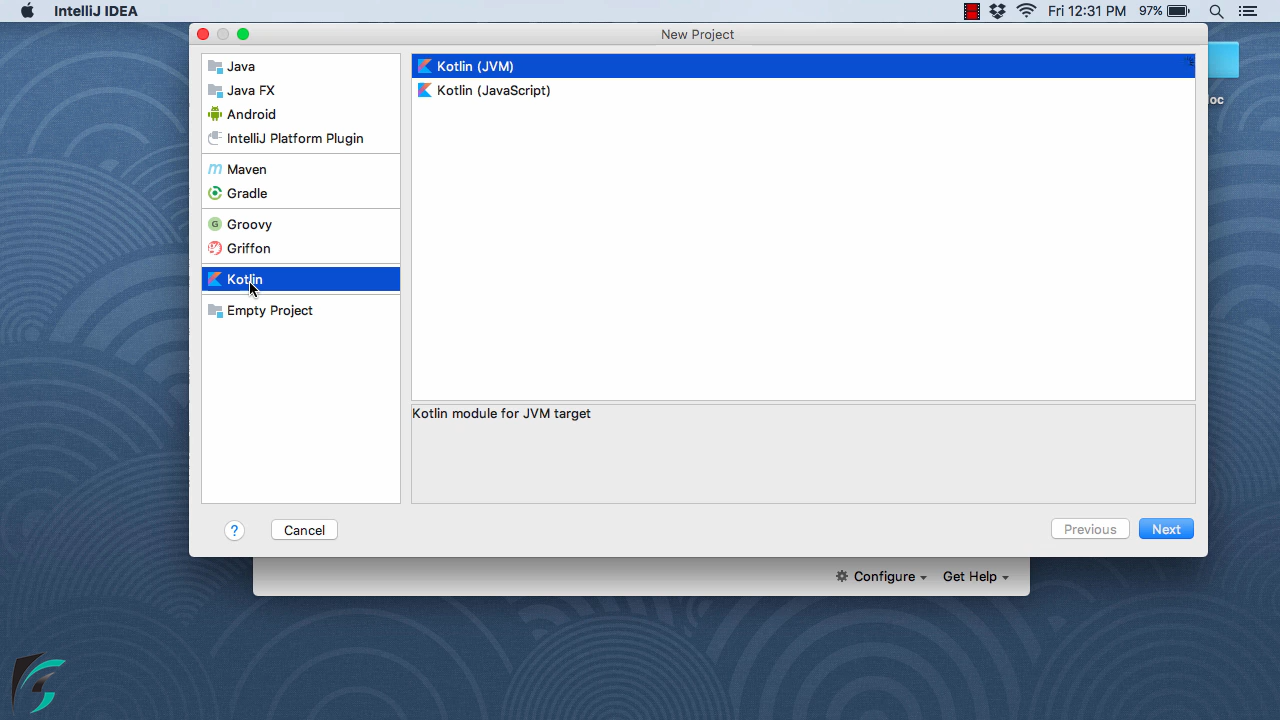 IntelliJ IDEA
Fri 12:31 PM 97%
New Project
Java
Java FX
Android
IntelliJ Platform Plugin
Maven
Gradle
Groovy
Griffon
Kotlin
Empty Project
Kotlin (JVM)
Kotlin (JavaScript)
Kotlin module for JVM target
?
Cancel
Previous
Next
Configure
Get Help